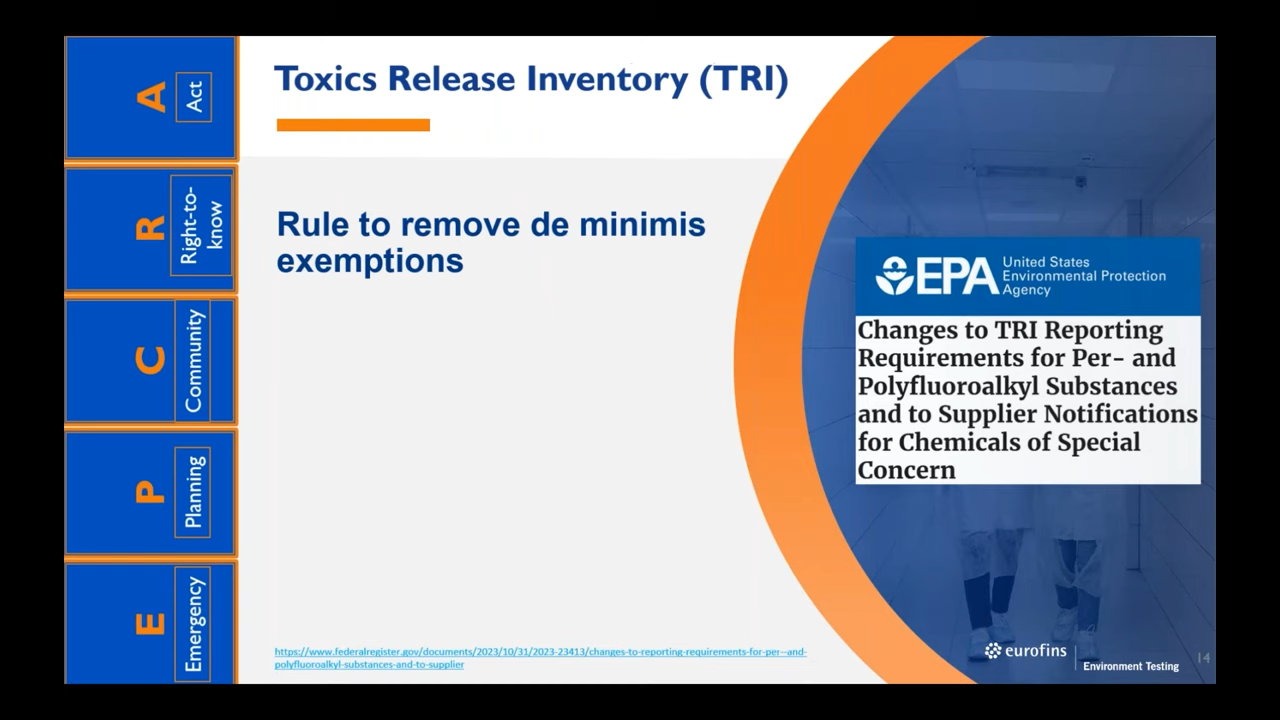 Toxics Release Inventory (TRI)
Rule to remove de minimis
exemptions
A
Act
R
Right-to-
know
C
Community
P
Planning
E
Emergency
EPA
United States
Environmental Protection
Agency
Changes to TRI Reporting
Requirements for Per- and
Polyfluoroalkyl Substances
and to Supplier Notifications
for Chemicals of Special
Concern
https://www.federalregister.gov/documents/2023/10/31/2023-23413/changes-to-reporting-requirements-for-per--and-
polyfluoroalkyl-substances-and-to-supplier
eurofins
Environment Testing
14